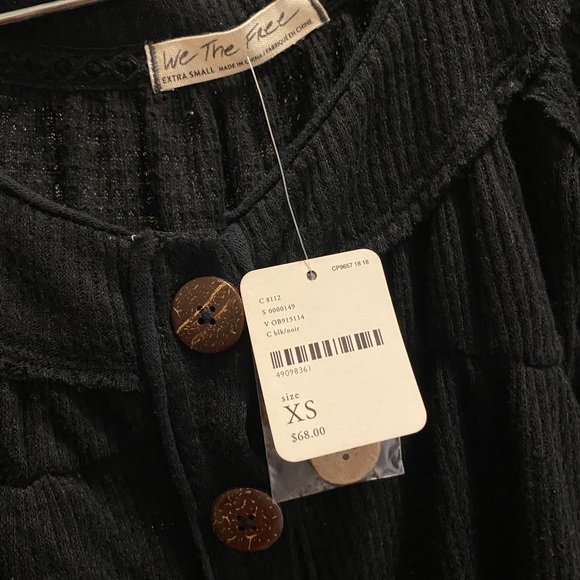 We The Free
EXTRA SMALL MADE IN CHINA / FABRIQUÉ EN CHINE
CP9657 18 18
C 8112
S 0000149
V OB915114
C blk/noir
49098361
size
XS
$68.00